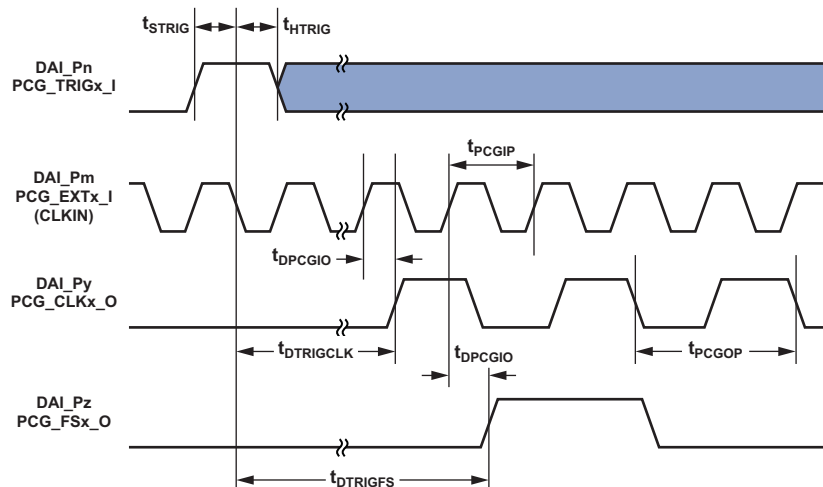 tSTRIG
tHTRIG
DAI_Pn
PCG_TRIGx_I
tPCGIP
DAI_Pm
PCG_EXTx_I
(CLKIN)
tDPCGIO
DAI_Py
PCG_CLKx_O
tDTRIGCLK
tDPCGIO
tPCGOP
DAI_Pz
PCG_FSx_O
tDTRIGFS